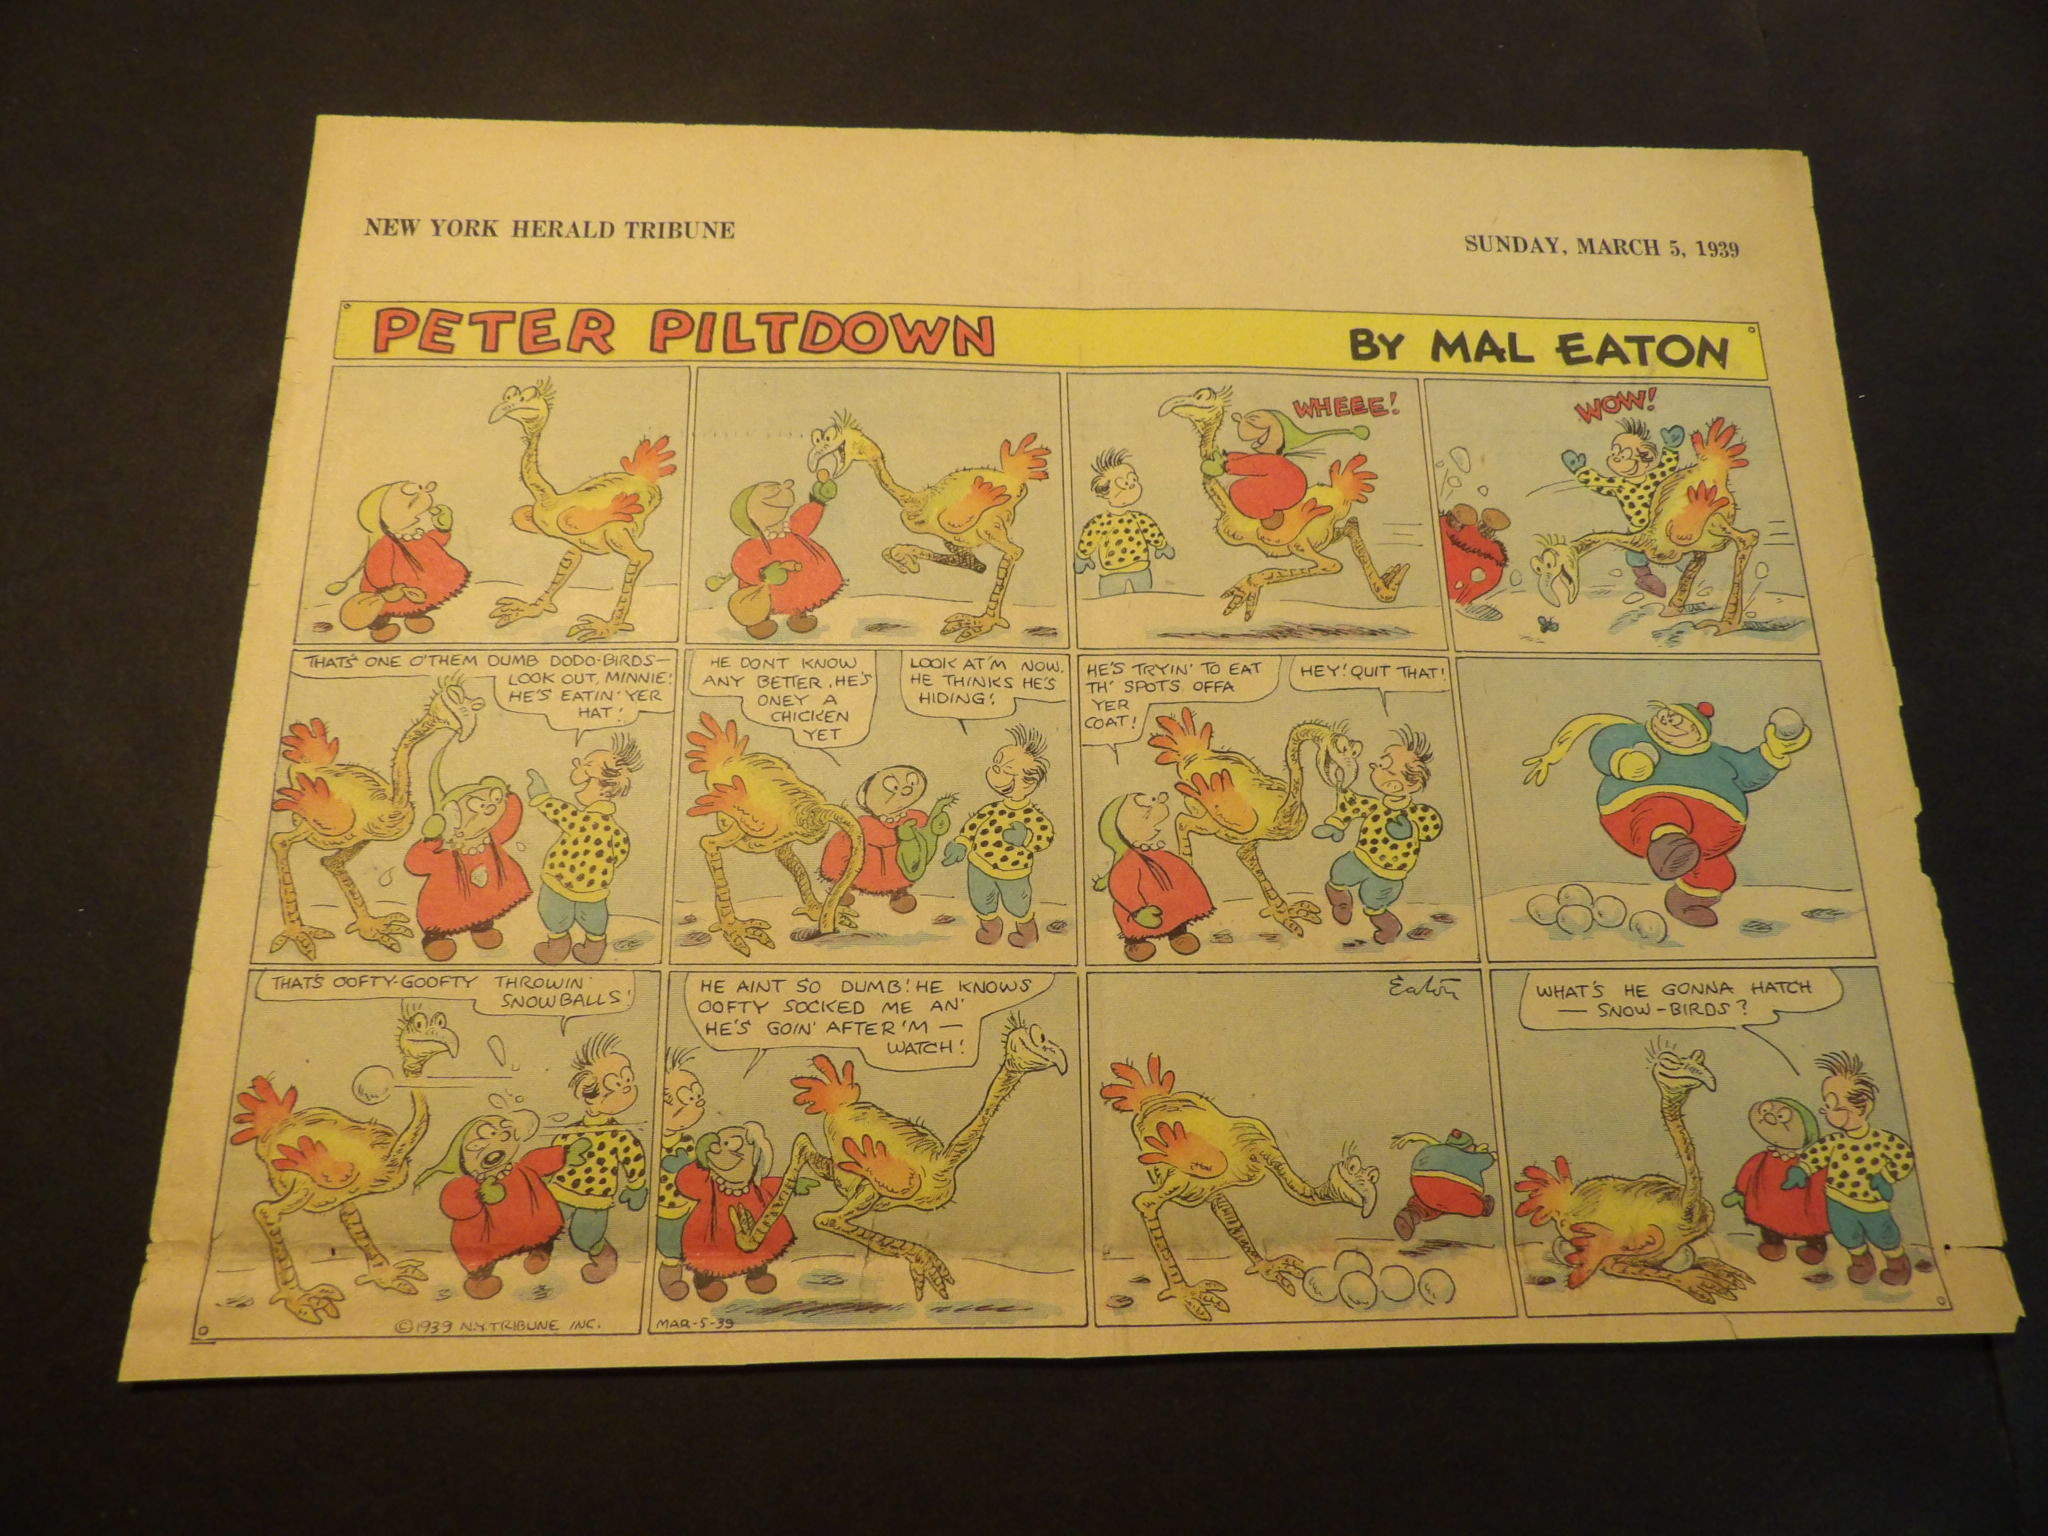 NEW YORK HERALD TRIBUNE
SUNDAY, MARCH 5, 1939
PETER PILTDOWN
BY MAL EATON
WHEEE!
WOW!
THAT'S ONE O'THEM DUMB DODO-BIRDS—
LOOK OUT, MINNIE!
HE'S EATIN' YER
HAT!
HE DONT KNOW
ANY BETTER. HE'S
ONEY A
CHICKEN
YET
LOOK AT'M NOW.
HE THINKS HE'S
HIDING!
HE'S TRYIN' TO EAT
TH' SPOTS OFFA
YER
COAT!
HEY! QUIT THAT!
THAT'S OOFTY-GOOFTY THROWIN'
SNOWBALLS!
©1939 N.Y. TRIBUNE INC.
HE AINT SO DUMB! HE KNOWS
OOFTY SOCKED ME AN'
HE'S GOIN' AFTER'M —
WATCH!
MAR-5-39
Eaton
WHAT'S HE GONNA HATCH
— SNOW-BIRDS?